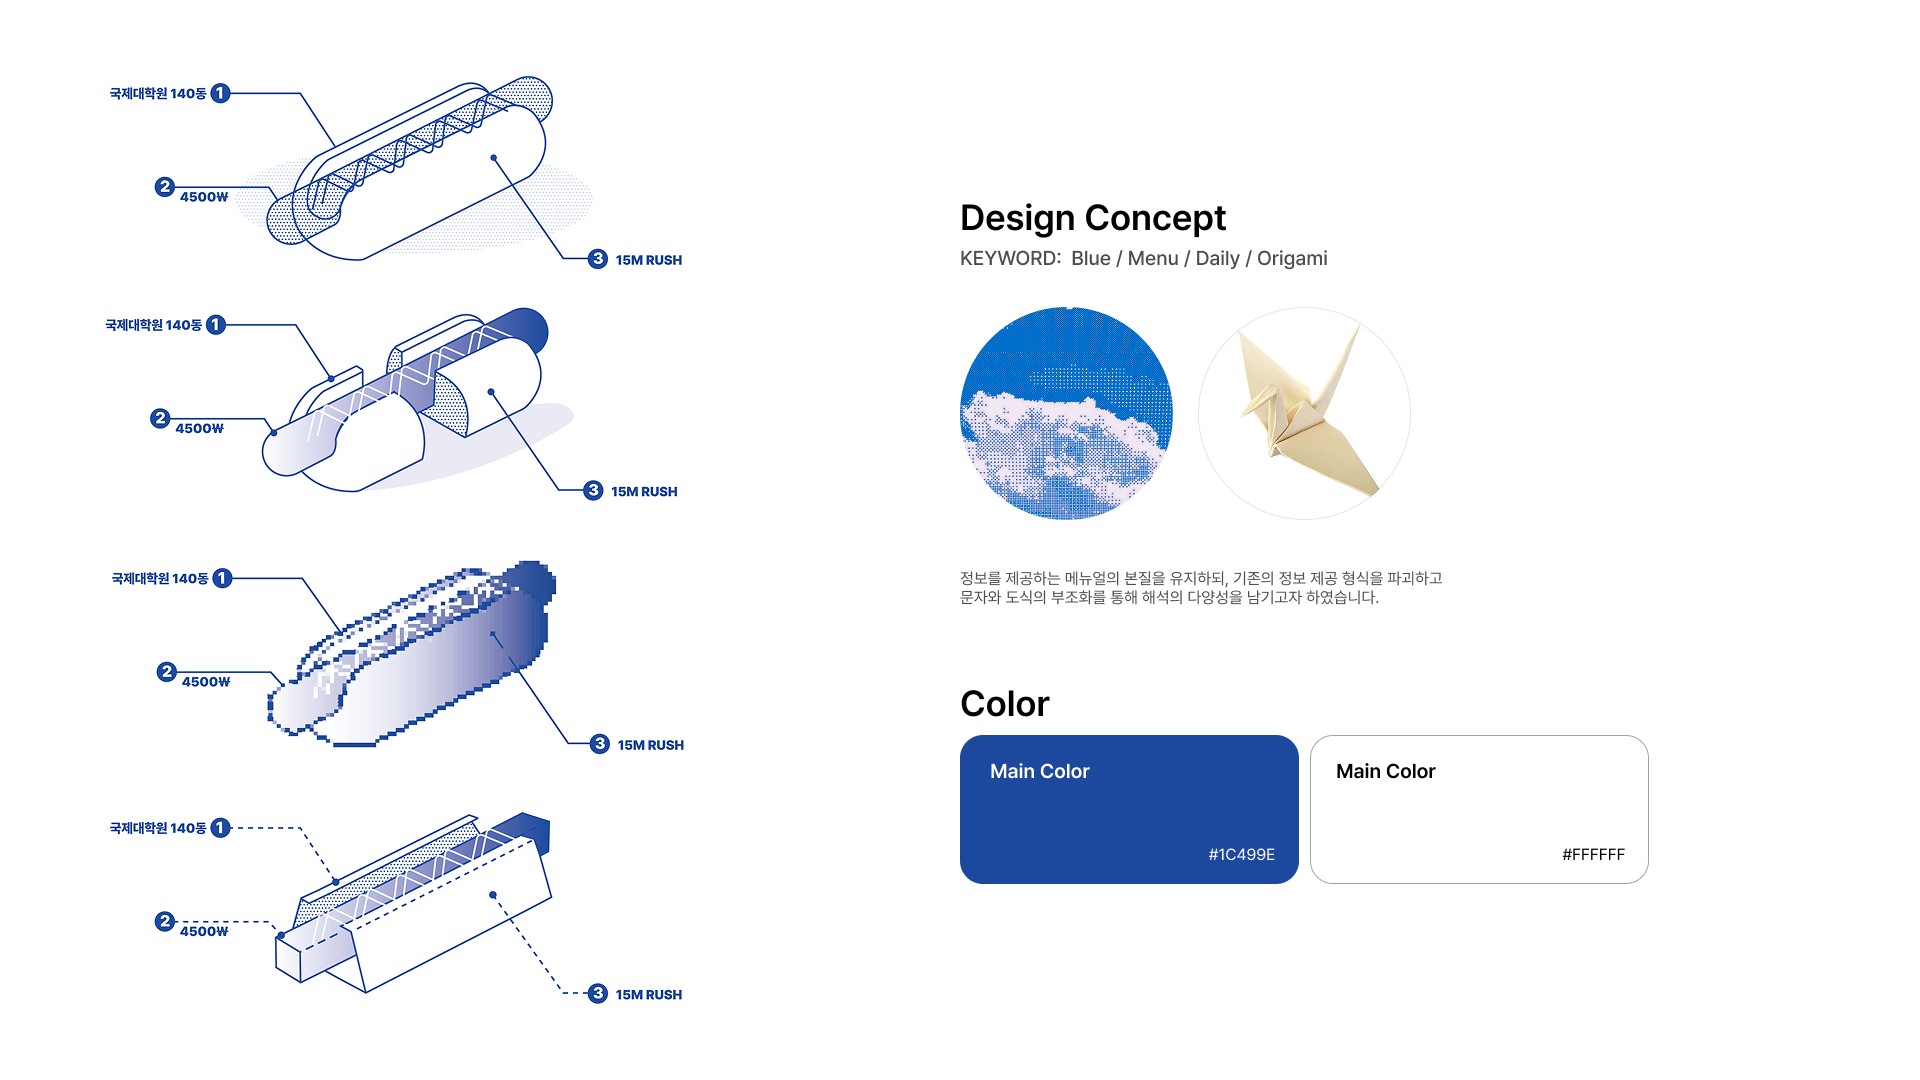 국제대학원 140동 1
2
4500₩
3 15M RUSH
국제대학원 140동 1
2
4500₩
3 15M RUSH
국제대학원 140동 1
2
4500₩
3 15M RUSH
국제대학원 140동 1
2
4500₩
3 15M RUSH
Design Concept
KEYWORD: Blue / Menu / Daily / Origami
정보를 제공하는 메뉴얼의 본질을 유지하되, 기존의 정보 제공 형식을 파괴하고
문자와 도식의 부조화를 통해 해석의 다양성을 남기고자 하였습니다.
Color
Main Color
#1C499E
Main Color
#FFFFFF